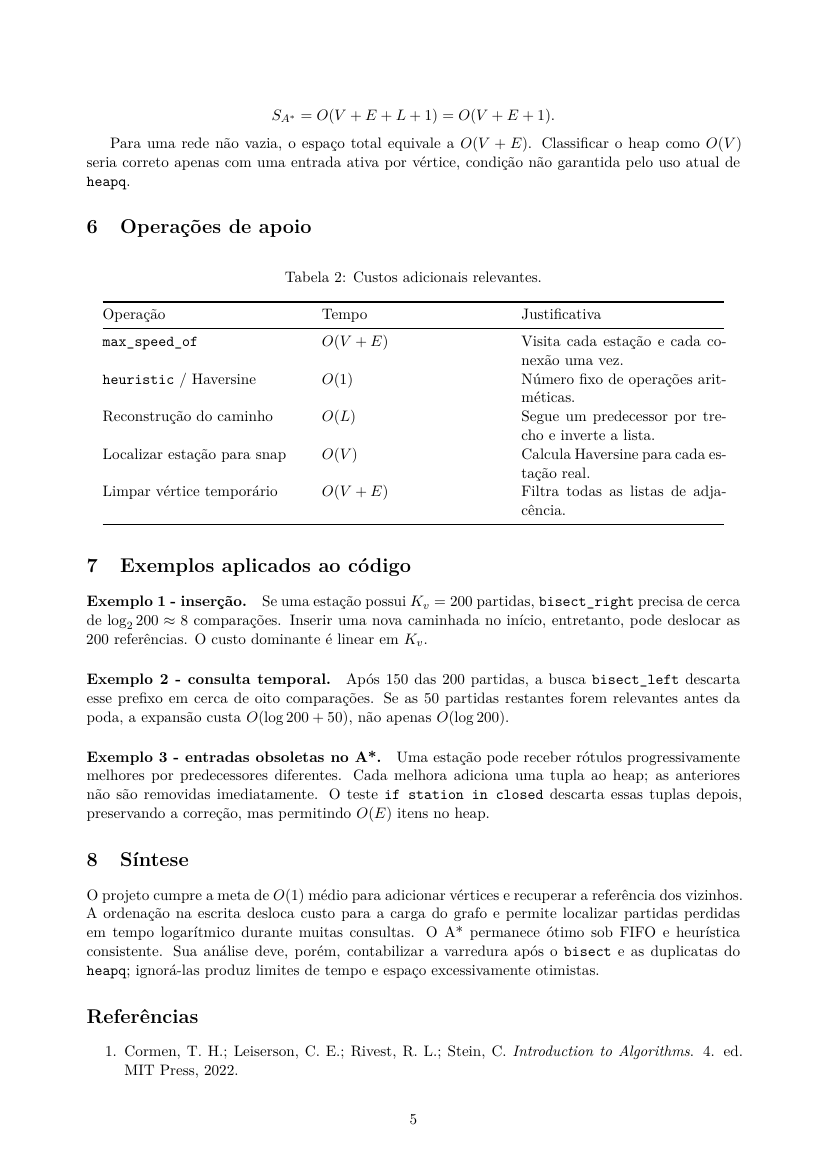 S_{A*} = O(V + E + L + 1) = O(V + E + 1).
Para uma rede não vazia, o espaço total equivale a O(V + E). Classificar o heap como O(V)
seria correto apenas com uma entrada ativa por vértice, condição não garantida pelo uso atual de
heapq.
6 Operações de apoio
Tabela 2: Custos adicionais relevantes.
Operação Tempo Justificativa
max_speed_of O(V + E) Visita cada estação e cada co-
nexão uma vez.
heuristic / Haversine O(1) Número fixo de operações arit-
méticas.
Reconstrução do caminho O(L) Segue um predecessor por tre-
cho e inverte a lista.
Localizar estação para snap O(V) Calcula Haversine para cada es-
tação real.
Limpar vértice temporário O(V + E) Filtra todas as listas de adja-
cência.
7 Exemplos aplicados ao código
Exemplo 1 - inserção. Se uma estação possui K_v = 200 partidas, bisect_right precisa de cerca
de log₂ 200 ≈ 8 comparações. Inserir uma nova caminhada no início, entretanto, pode deslocar as
200 referências. O custo dominante é linear em K_v.
Exemplo 2 - consulta temporal. Após 150 das 200 partidas, a busca bisect_left descarta
esse prefixo em cerca de oito comparações. Se as 50 partidas restantes forem relevantes antes da
poda, a expansão custa O(log 200 + 50), não apenas O(log 200).
Exemplo 3 - entradas obsoletas no A*. Uma estação pode receber rótulos progressivamente
melhores por predecessores diferentes. Cada melhora adiciona uma tupla ao heap; as anteriores
não são removidas imediatamente. O teste if station in closed descarta essas tuplas depois,
preservando a correção, mas permitindo O(E) itens no heap.
8 Síntese
O projeto cumpre a meta de O(1) médio para adicionar vértices e recuperar a referência dos vizinhos.
A ordenação na escrita desloca custo para a carga do grafo e permite localizar partidas perdidas
em tempo logarítmico durante muitas consultas. O A* permanece ótimo sob FIFO e heurística
consistente. Sua análise deve, porém, contabilizar a varredura após o bisect e as duplicatas do
heapq; ignorá-las produz limites de tempo e espaço excessivamente otimistas.
Referências
1. Cormen, T. H.; Leiserson, C. E.; Rivest, R. L.; Stein, C. Introduction to Algorithms. 4. ed.
MIT Press, 2022.
5